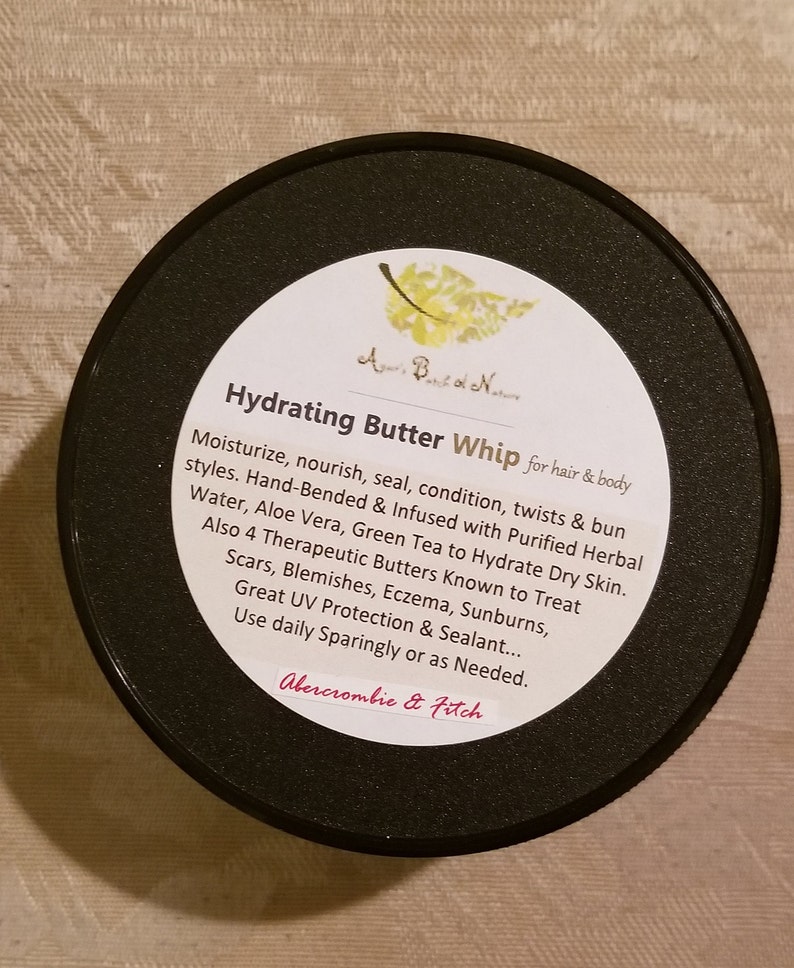 Batch of Nature
Hydrating Butter Whip for hair & body
Moisturize, nourish, seal, condition, twists & bun
styles. Hand-Bended & Infused with Purified Herbal
Water, Aloe Vera, Green Tea to Hydrate Dry Skin.
Also 4 Therapeutic Butters Known to Treat
Scars, Blemishes, Eczema, Sunburns,
Great UV Protection & Sealant...
Use daily Sparingly or as Needed.
Abercrombie & Fitch